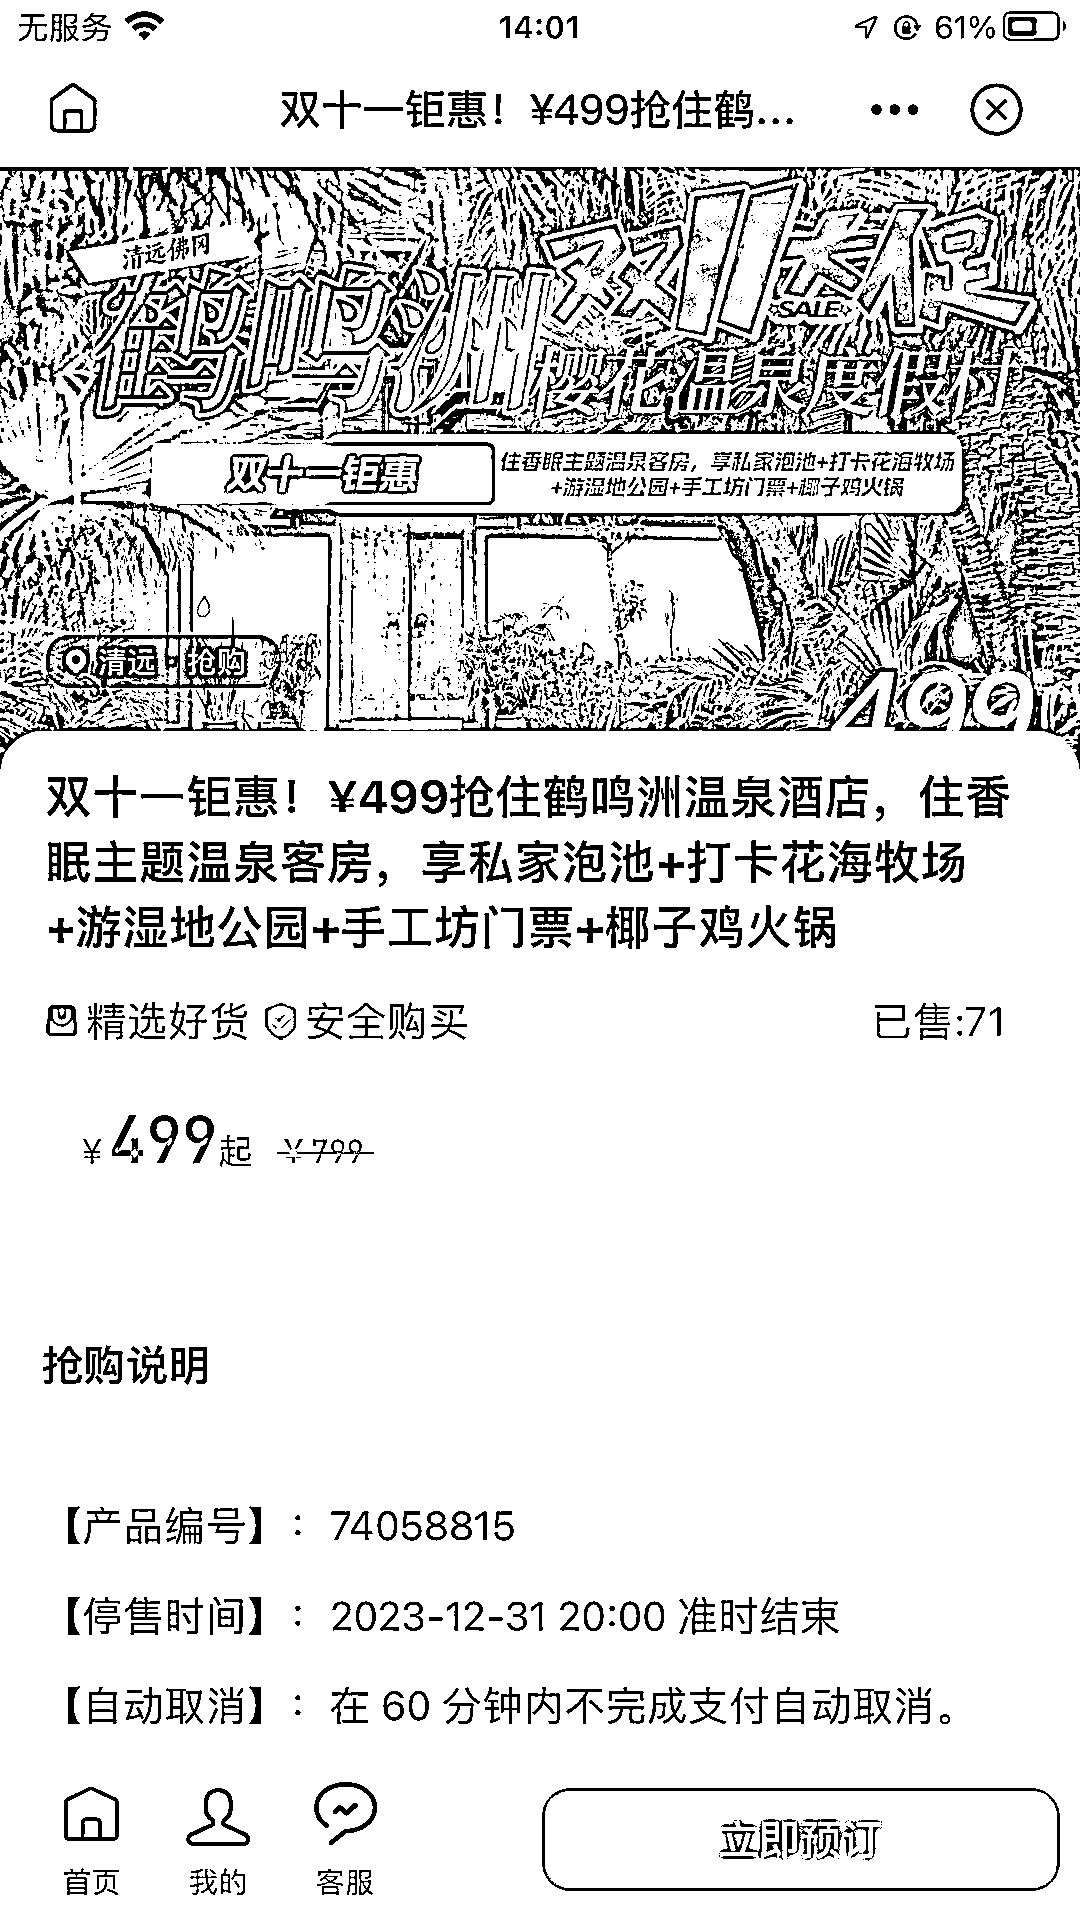 无服务
14:01
61%
双十一钜惠！¥499抢住鹤...
清远佛冈
双11大促
SALE
鹤鸣洲
樱花温泉度假村
双十一钜惠
住香眠主题温泉客房，享私家泡池+打卡花海牧场
+游湿地公园+手工坊门票+椰子鸡火锅
清远·抢购
499
双十一钜惠！¥499抢住鹤鸣洲温泉酒店，住香
眠主题温泉客房，享私家泡池+打卡花海牧场
+游湿地公园+手工坊门票+椰子鸡火锅
精选好货 安全购买
已售:71
¥499起 ¥799
抢购说明
【产品编号】：74058815
【停售时间】：2023-12-31 20:00 准时结束
【自动取消】：在 60 分钟内不完成支付自动取消。
首页
我的
客服
立即预订